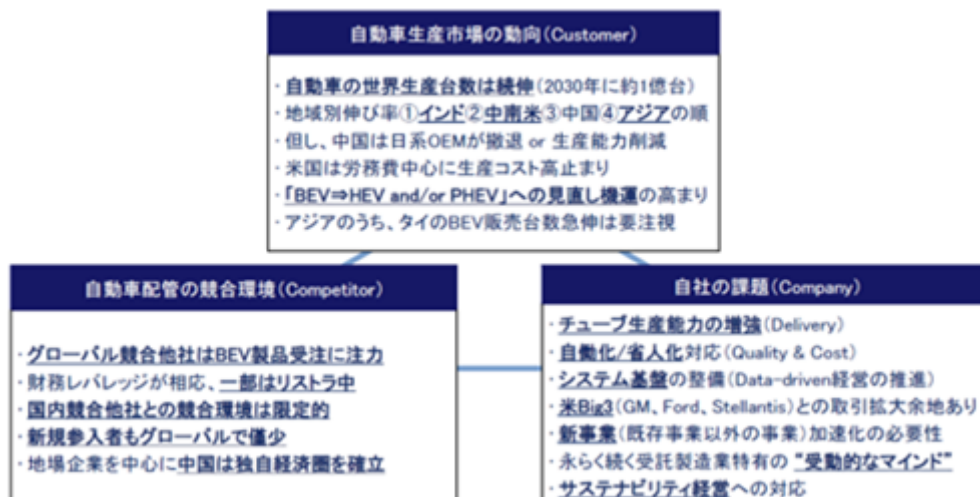 自動車生産市場の動向(Customer)
・自動車の世界生産台数は続伸(2030年に約1億台)
・地域別伸び率①インド②中南米③中国④アジアの順
・但し、中国は日系OEMが撤退 or 生産能力削減
・米国は労務費中心に生産コスト高止まり
・「BEV⇒HEV and/or PHEV」への見直し機運の高まり
・アジアのうち、タイのBEV販売台数急伸は要注視
自動車配管の競合環境(Competitor)
・グローバル競合他社はBEV製品受注に注力
・財務レバレッジが相応、一部はリストラ中
・国内競合他社との競合環境は限定的
・新規参入者もグローバルで僅少
・地場企業を中心に中国は独自経済圏を確立
自社の課題(Company)
・チューブ生産能力の増強(Delivery)
・自働化/省人化対応(Quality & Cost)
・システム基盤の整備(Data-driven経営の推進)
・米Big3(GM、Ford、Stellantis)との取引拡大余地あり
・新事業(既存事業以外の事業)加速化の必要性
・永らく続く受託製造業特有の “受動的なマインド”
・サステナビリティ経営への対応